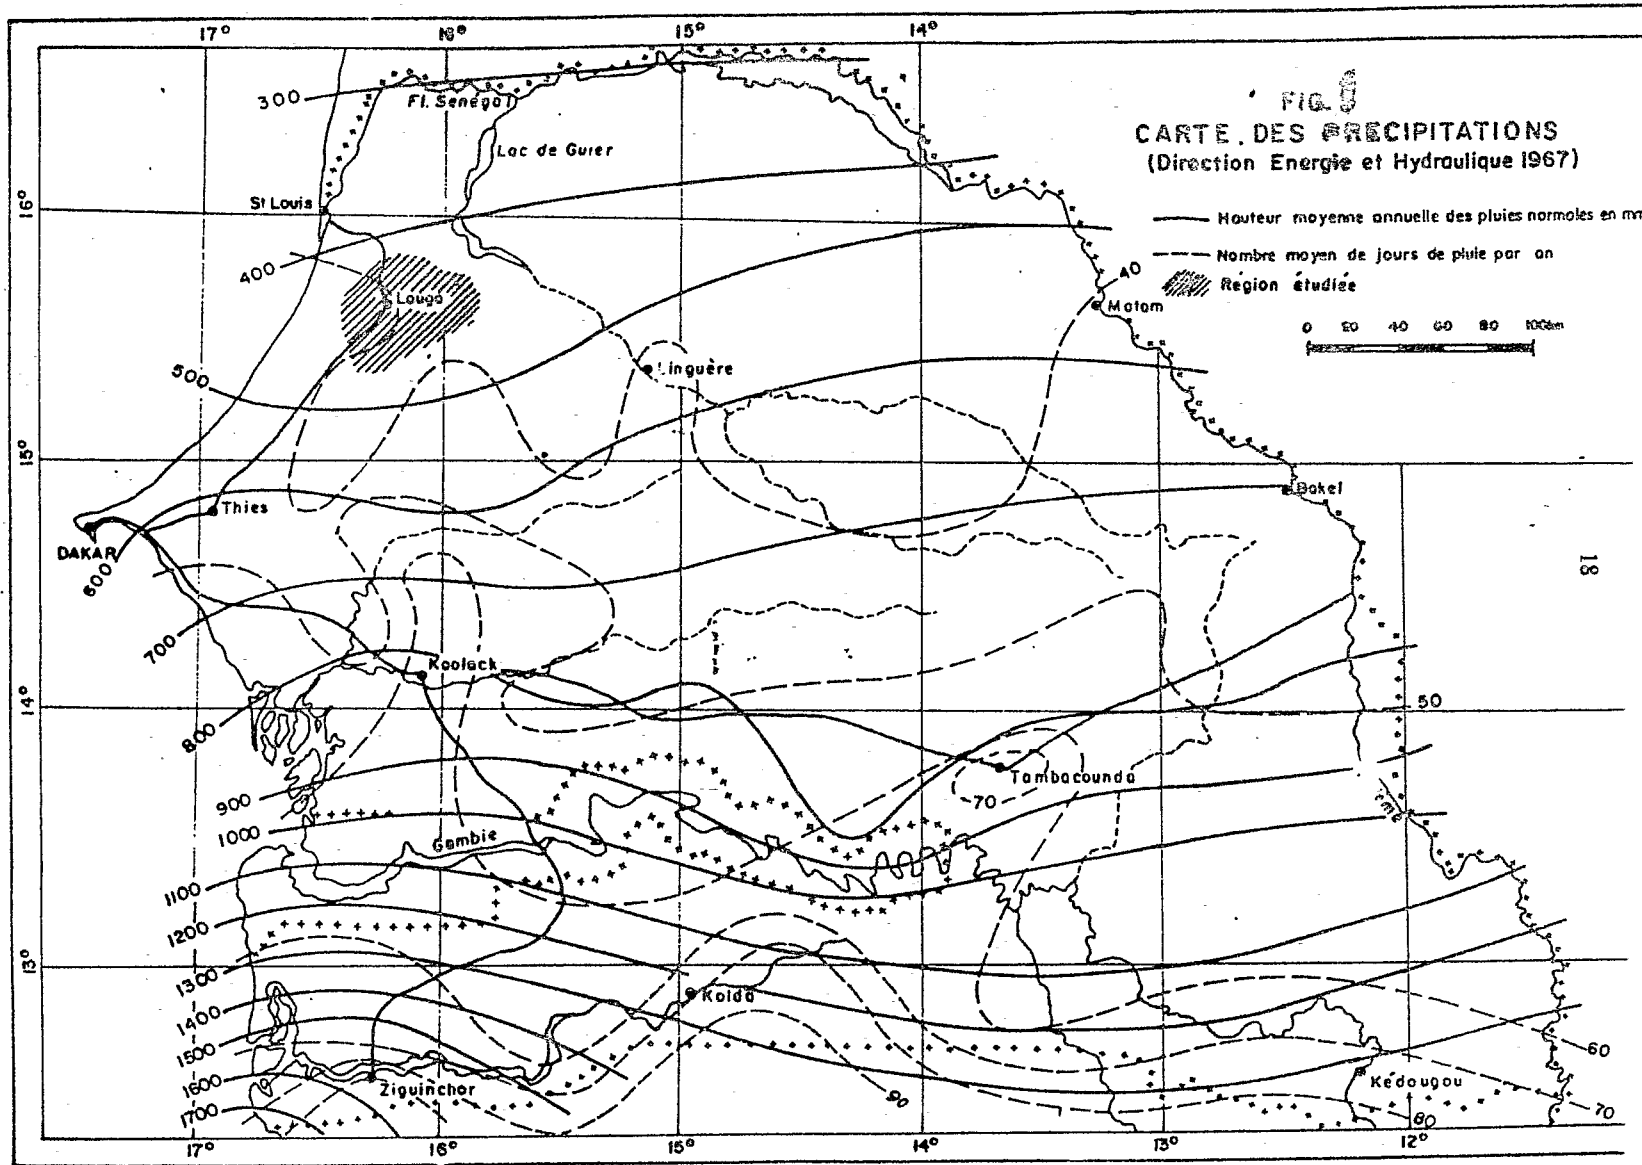 17° 16° 15° 14°
FIG.
CARTE DES PRECIPITATIONS
(Direction Energie et Hydraulique 1967)
Hauteur moyenne annuelle des pluies normales en mm
Nombre moyen de jours de pluie par an
Région étudiée
0 20 40 60 80 100km
300
Fl. Sénégal
Lac de Guier
16°
St Louis
400
Louga
40
Matam
500
Linguère
15°
Thies
Bakel
DAKAR
600
18
700
Kaolack
14°
50
800
Tambacounda
70
900
1000
Gambie
1100
1200
13°
1300
Kolda
1400
1500
60
1600
Ziguinchor
90
Kédougou
1700
80
70
17° 16° 15° 14° 13° 12°